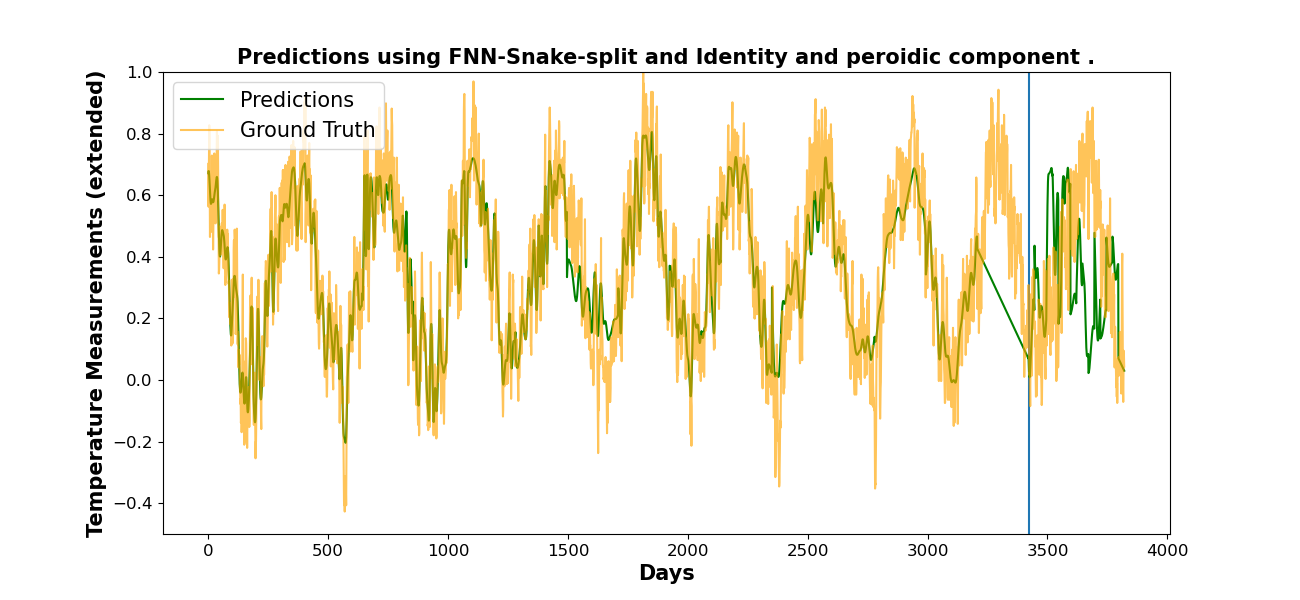 Predictions using FNN-Snake-split and Identity and peroidic component .
Temperature Measurements (extended)
1.0
0.8
0.6
0.4
0.2
0.0
−0.2
−0.4
Predictions
Ground Truth
0 500 1000 1500 2000 2500 3000 3500 4000
Days